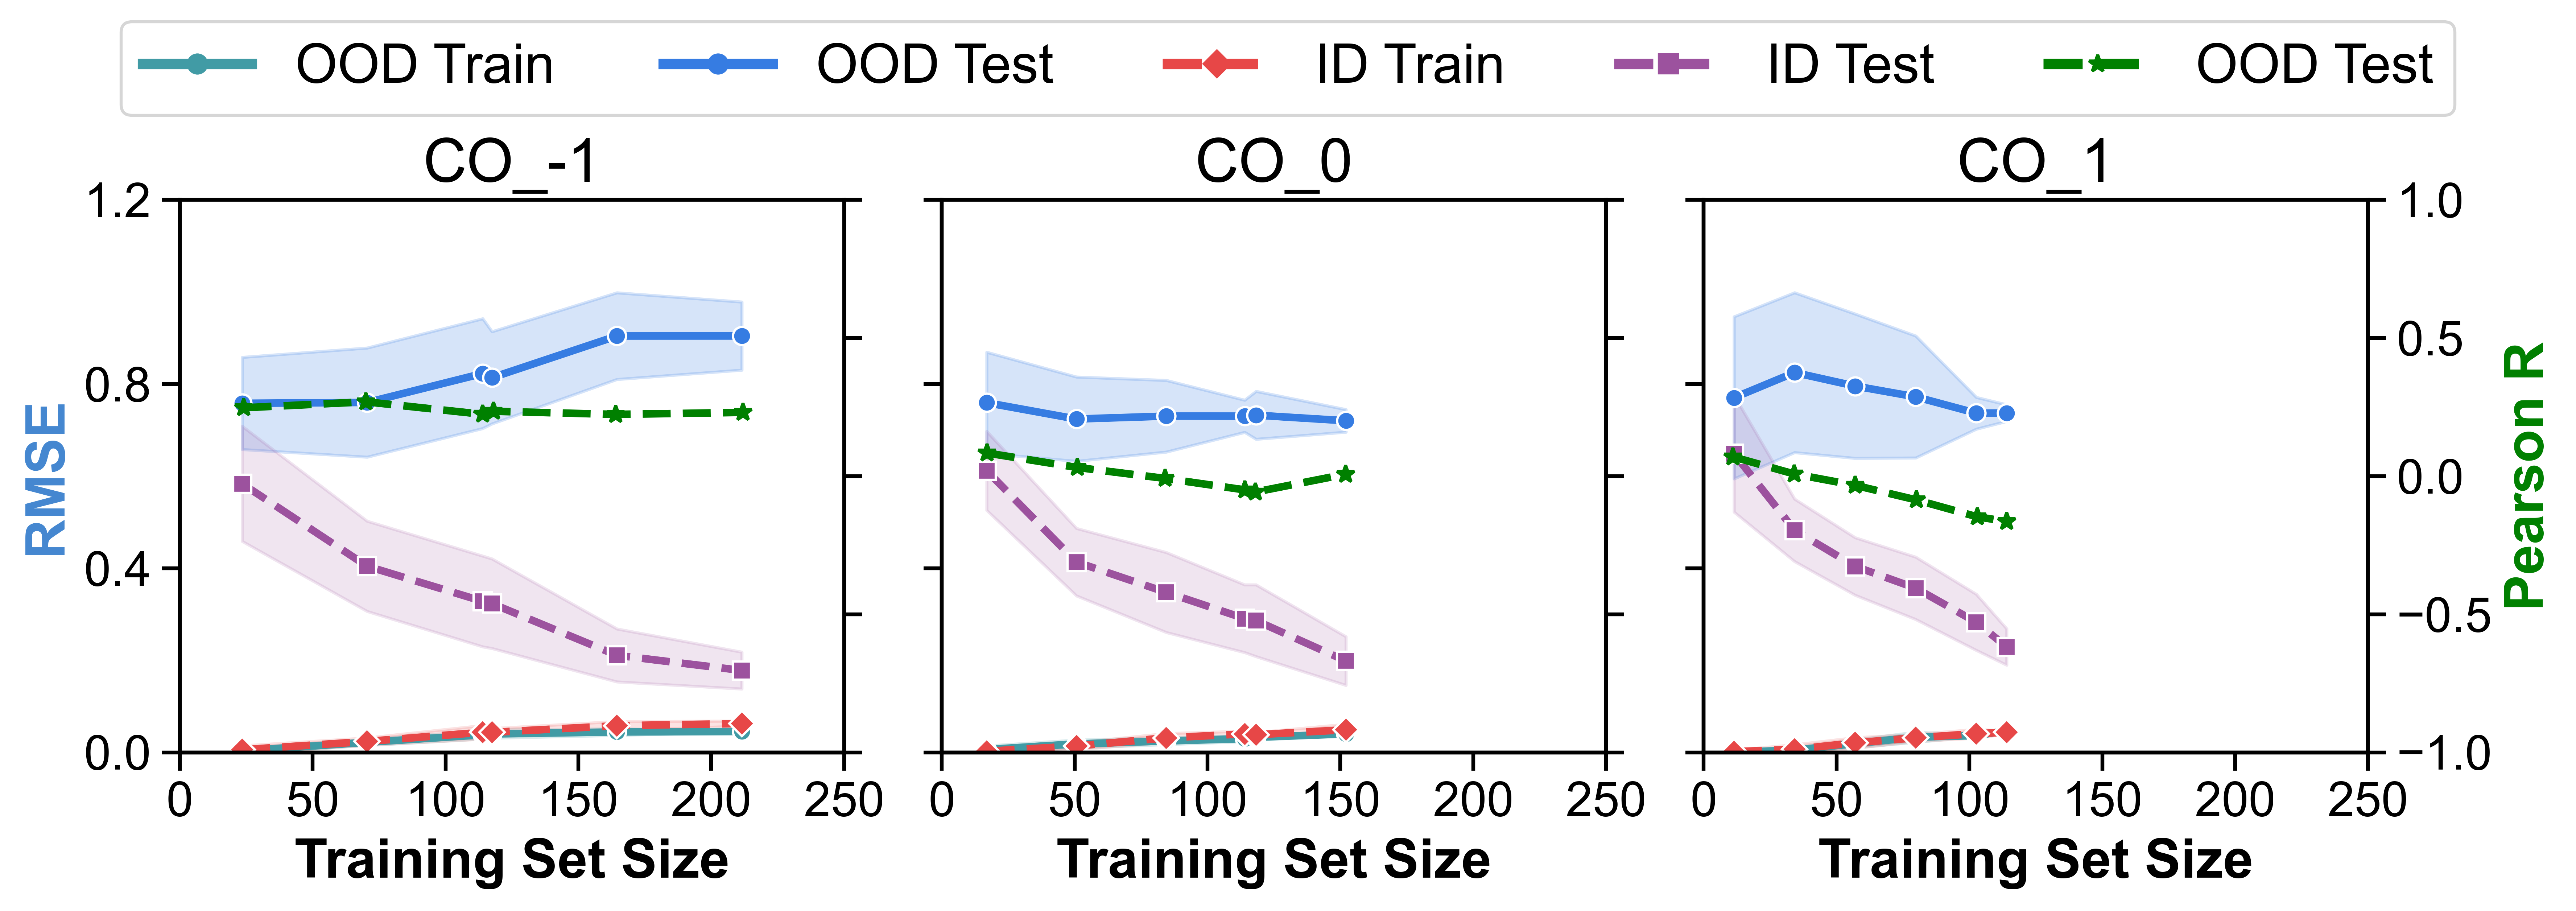 OOD Train OOD Test ID Train ID Test OOD Test
CO_-1 CO_0 CO_1
1.2 1.0
0.5
0.8
0.0
0.4
−0.5
0.0 −1.0
RMSE
Pearson R
0 50 100 150 200 250 0 50 100 150 200 250 0 50 100 150 200 250
Training Set Size Training Set Size Training Set Size